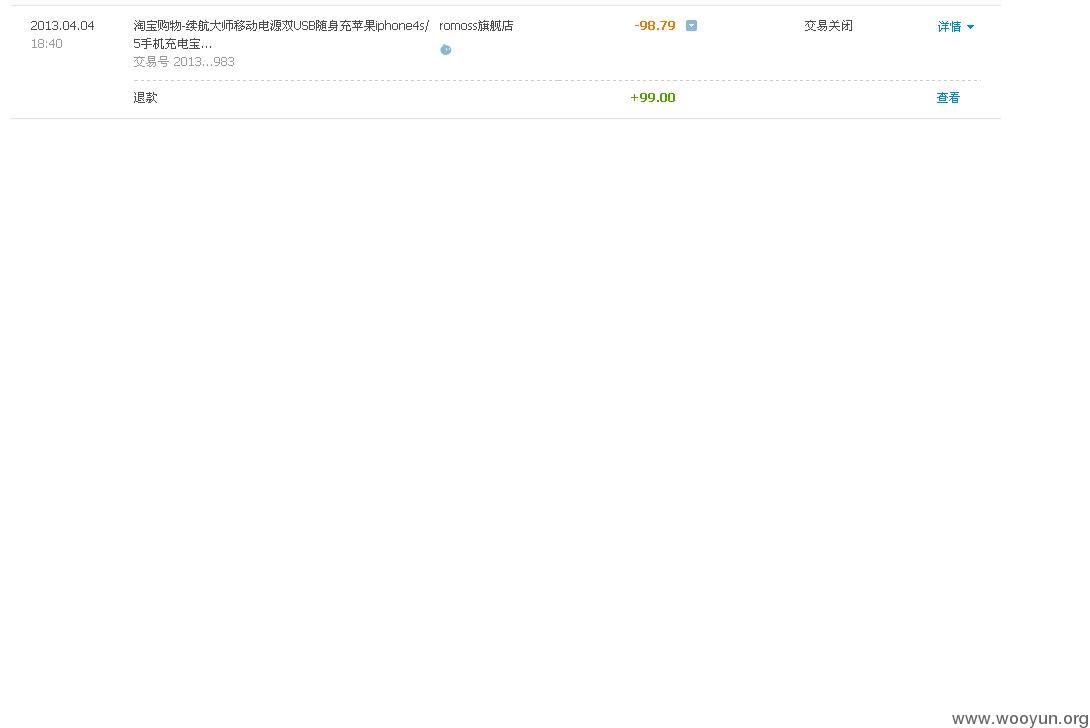 2013.04.04 淘宝购物-续航大师移动电源双USB随身充苹果iphone4s/ romoss旗舰店 -98.79 交易关闭 详情
18:40 5手机充电宝...
交易号 2013...983
退款 +99.00 查看
www.wooyun.org